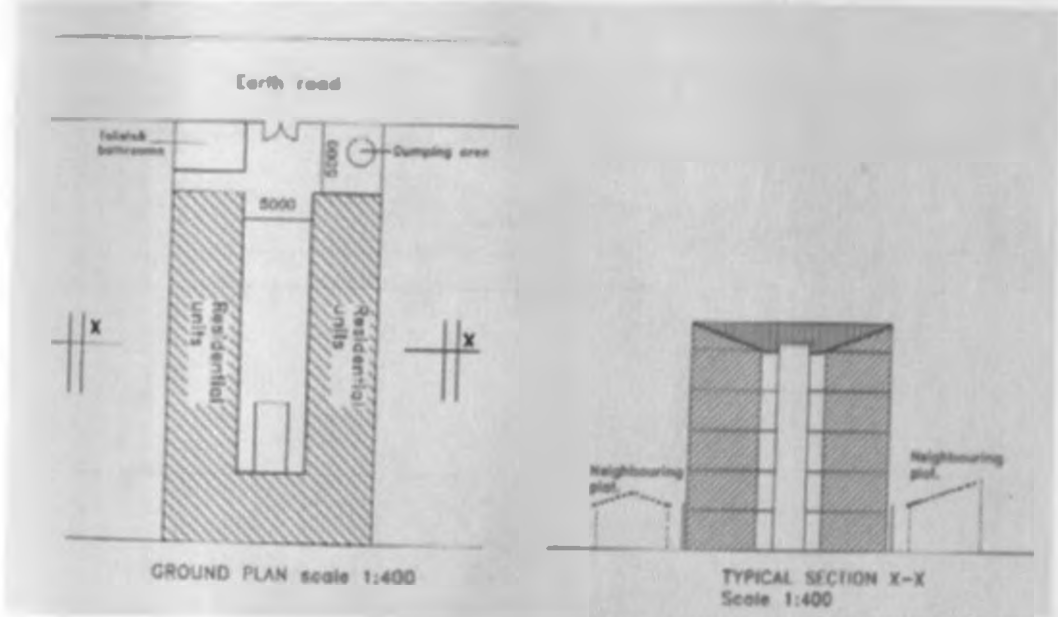 Earth road
Toilets&
bathrooms
5000
Dumping area
5000
Residential
units
Residential
units
X
X
GROUND PLAN scale 1:400
Neighbouring
plot.
Neighbouring
plot.
TYPICAL SECTION X-X
Scale 1:400